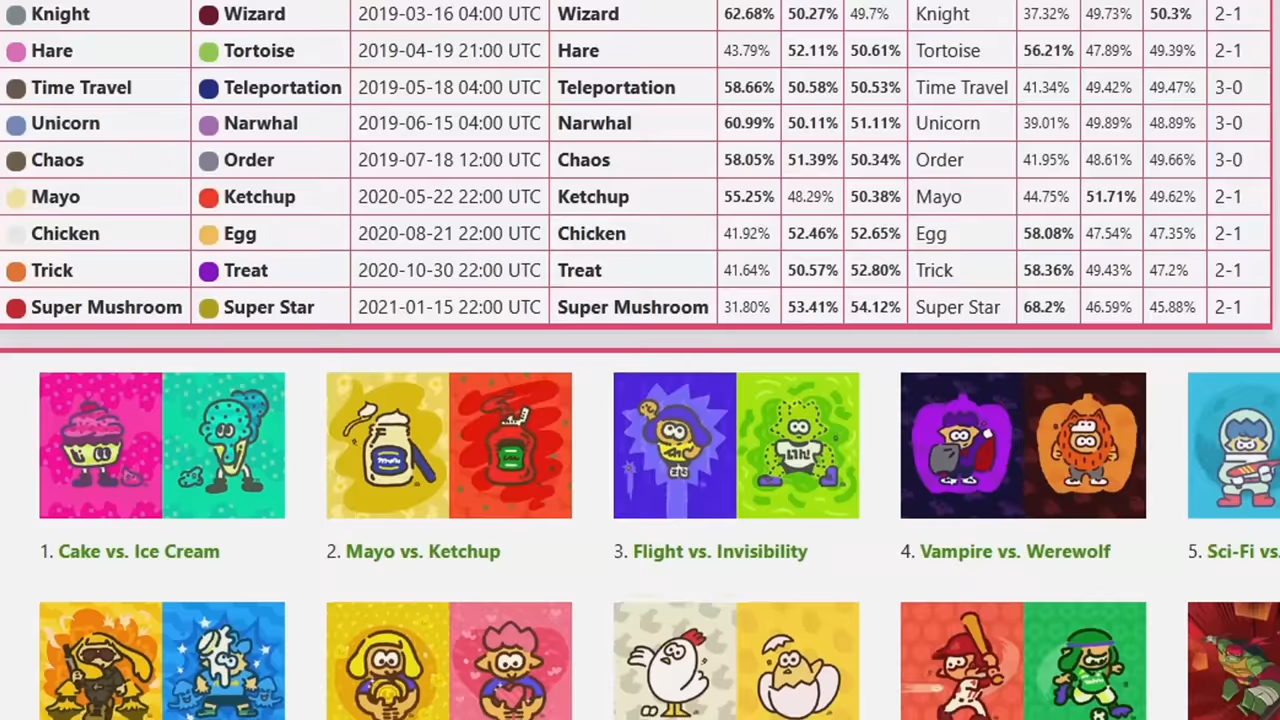 Knight Wizard 2019-03-16 04:00 UTC Wizard 62.68% 50.27% 49.7% Knight 37.32% 49.73% 50.3% 2-1
Hare Tortoise 2019-04-19 21:00 UTC Hare 43.79% 52.11% 50.61% Tortoise 56.21% 47.89% 49.39% 2-1
Time Travel Teleportation 2019-05-18 04:00 UTC Teleportation 58.66% 50.58% 50.53% Time Travel 41.34% 49.42% 49.47% 3-0
Unicorn Narwhal 2019-06-15 04:00 UTC Narwhal 60.99% 50.11% 51.11% Unicorn 39.01% 49.89% 48.89% 3-0
Chaos Order 2019-07-18 12:00 UTC Chaos 58.05% 51.39% 50.34% Order 41.95% 48.61% 49.66% 3-0
Mayo Ketchup 2020-05-22 22:00 UTC Ketchup 55.25% 48.29% 50.38% Mayo 44.75% 51.71% 49.62% 2-1
Chicken Egg 2020-08-21 22:00 UTC Chicken 41.92% 52.46% 52.65% Egg 58.08% 47.54% 47.35% 2-1
Trick Treat 2020-10-30 22:00 UTC Treat 41.64% 50.57% 52.80% Trick 58.36% 49.43% 47.2% 2-1
Super Mushroom Super Star 2021-01-15 22:00 UTC Super Mushroom 31.80% 53.41% 54.12% Super Star 68.2% 46.59% 45.88% 2-1
1. Cake vs. Ice Cream 2. Mayo vs. Ketchup 3. Flight vs. Invisibility 4. Vampire vs. Werewolf 5. Sci-Fi vs.